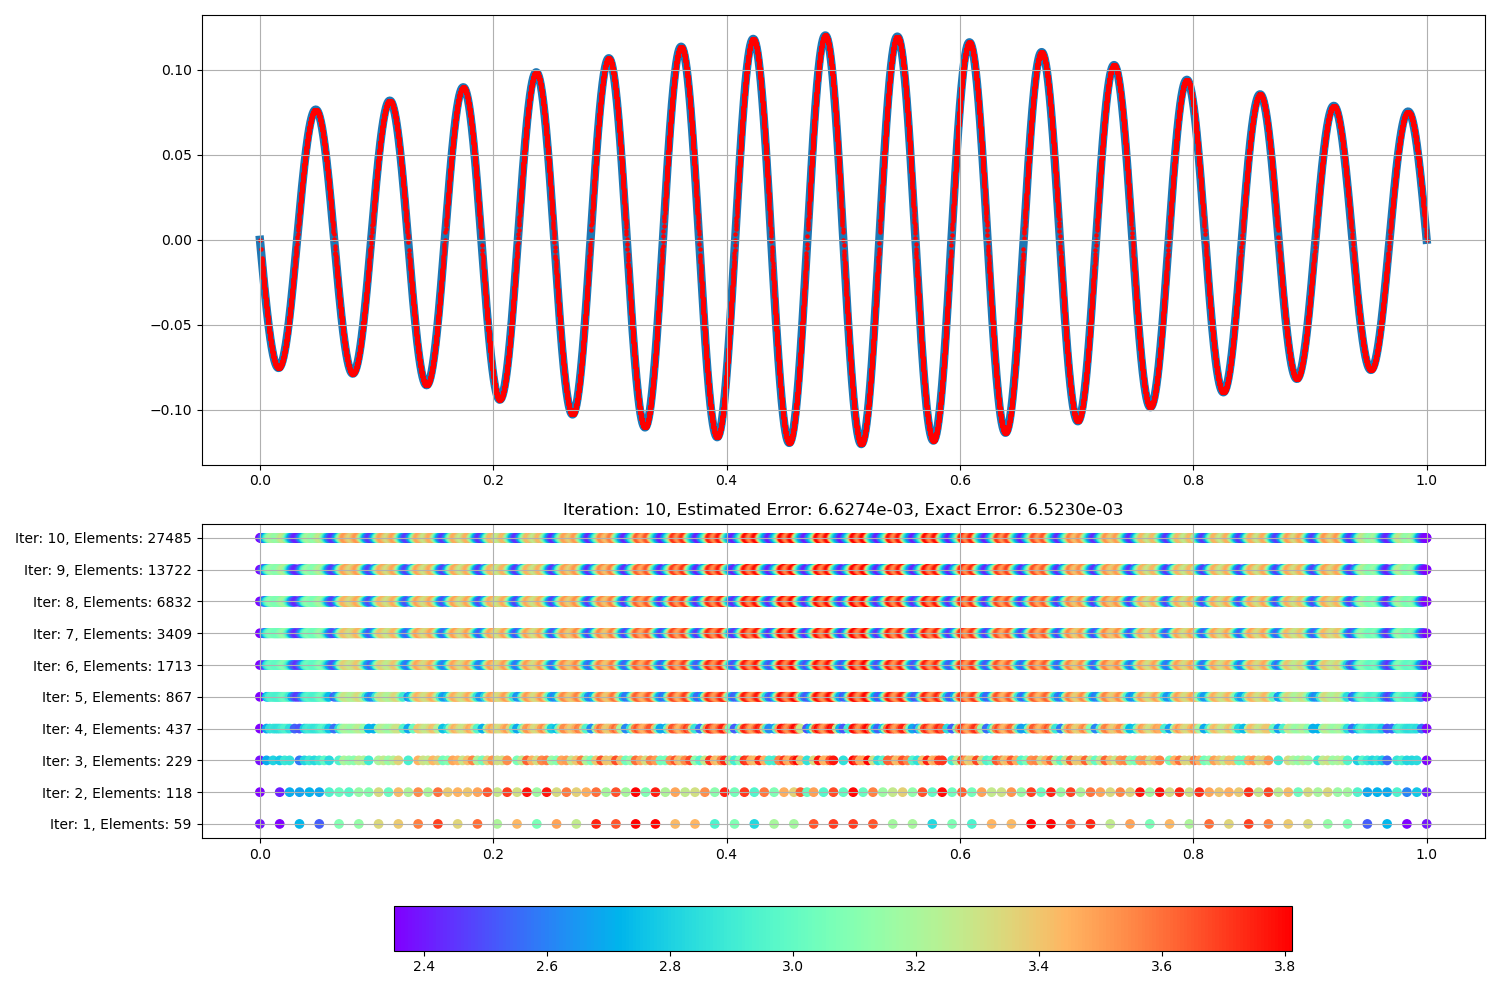 0.10
0.05
0.00
−0.05
−0.10
0.0 0.2 0.4 0.6 0.8 1.0
Iteration: 10, Estimated Error: 6.6274e-03, Exact Error: 6.5230e-03
Iter: 10, Elements: 27485
Iter: 9, Elements: 13722
Iter: 8, Elements: 6832
Iter: 7, Elements: 3409
Iter: 6, Elements: 1713
Iter: 5, Elements: 867
Iter: 4, Elements: 437
Iter: 3, Elements: 229
Iter: 2, Elements: 118
Iter: 1, Elements: 59
0.0 0.2 0.4 0.6 0.8 1.0
2.4 2.6 2.8 3.0 3.2 3.4 3.6 3.8